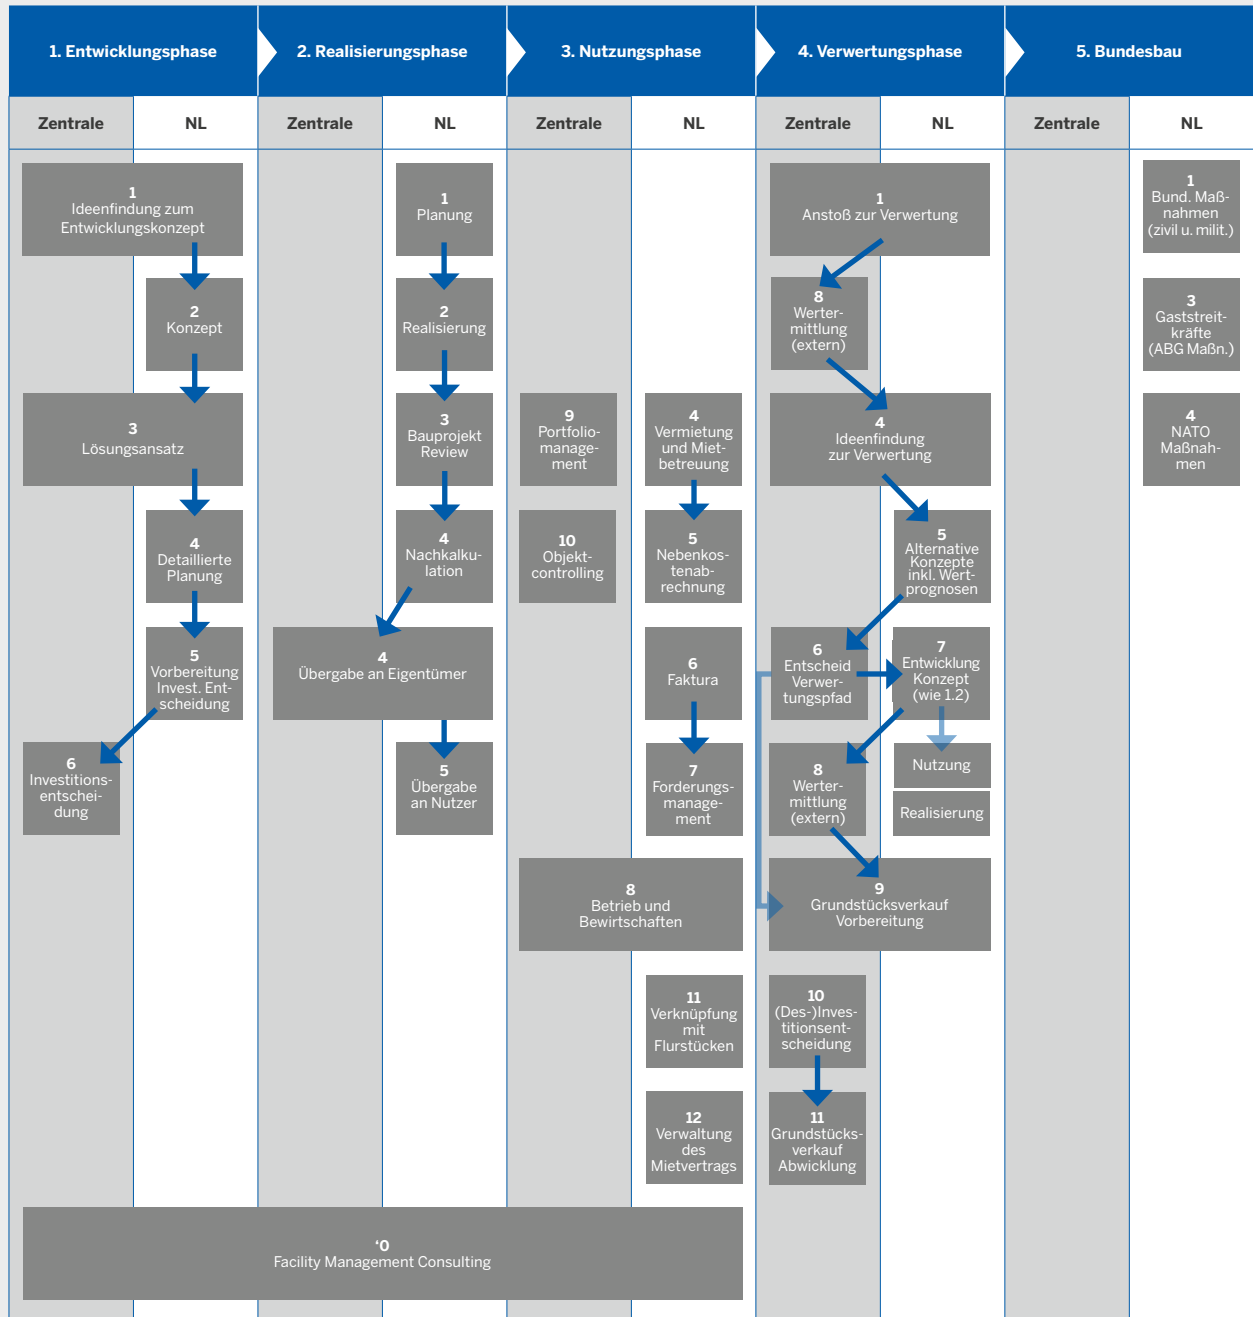 1. Entwicklungsphase
2. Realisierungsphase
3. Nutzungsphase
4. Verwertungsphase
5. Bundesbau
Zentrale
NL
Zentrale
NL
Zentrale
NL
Zentrale
NL
Zentrale
NL
1
Ideenfindung zum
Entwicklungskonzept
2
Konzept
3
Lösungsansatz
4
Detaillierte
Planung
5
Vorbereitung
Invest. Ent-
scheidung
6
Investitions-
entschei-
dung
1
Planung
2
Realisierung
3
Bauprojekt
Review
4
Nachkalku-
lation
4
Übergabe an Eigentümer
5
Übergabe
an Nutzer
9
Portfolio-
manage-
ment
10
Objekt-
controlling
4
Vermietung
und Miet-
betreuung
5
Nebenkos-
tenab-
rechnung
6
Faktura
7
Forderungs-
manage-
ment
8
Betrieb und
Bewirtschaften
11
Verknüpfung
mit
Flurstücken
12
Verwaltung
des
Mietvertrags
1
Anstoß zur Verwertung
8
Werter-
mittlung
(extern)
4
Ideenfindung
zur Verwertung
5
Alternative
Konzepte
inkl. Wert-
prognosen
6
Entscheid
Verwer-
tungspfad
7
Entwicklung
Konzept
(wie 1.2)
Nutzung
Realisierung
8
Werter-
mittlung
(extern)
9
Grundstücksverkauf
Vorbereitung
10
(Des-)Inves-
titionsent-
scheidung
11
Grundstücks-
verkauf
Abwicklung
1
Bund. Maß-
nahmen
(zivil u. milit.)
3
Gaststreit-
kräfte
(ABG Maßn.)
4
NATO
Maßnah-
men
‘0
Facility Management Consulting